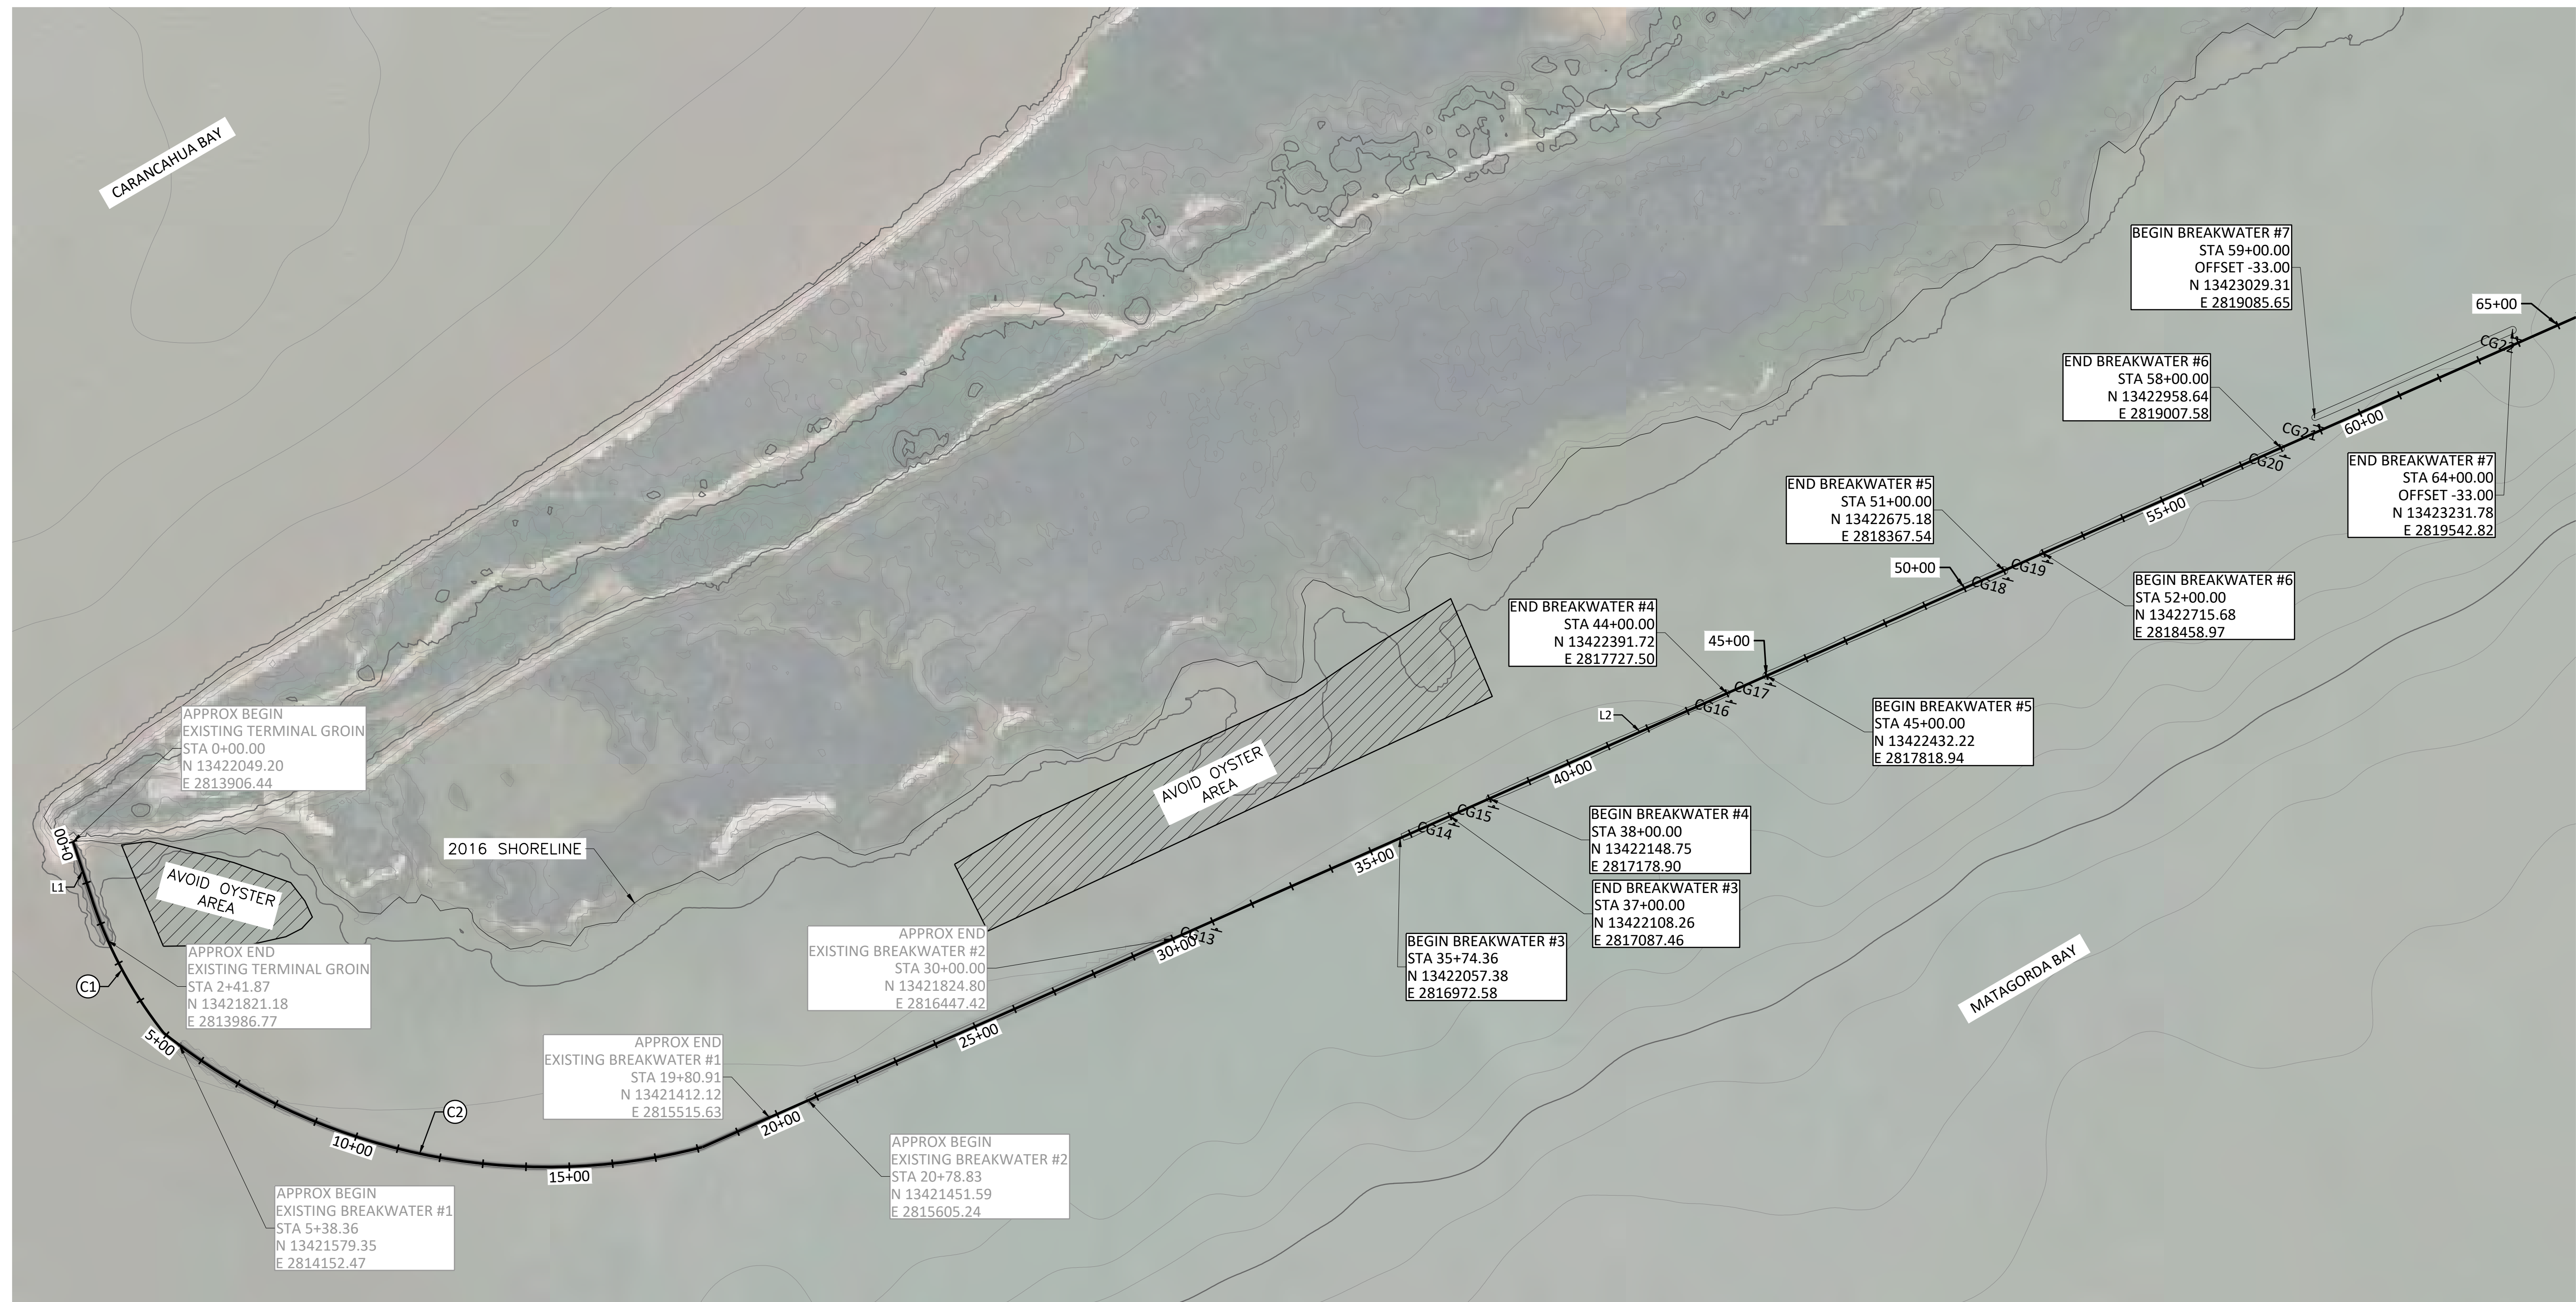 CARANCAHUA BAY
BEGIN BREAKWATER #7
STA 59+00.00
OFFSET -33.00
N 13423029.31
E 2819085.65
65+00
CG22
END BREAKWATER #6
STA 58+00.00
N 13422958.64
E 2819007.58
CG21
60+00
CG20
END BREAKWATER #7
STA 64+00.00
OFFSET -33.00
N 13423231.78
E 2819542.82
END BREAKWATER #5
STA 51+00.00
N 13422675.18
E 2818367.54
55+00
50+00
CG19
CG18
BEGIN BREAKWATER #6
STA 52+00.00
N 13422715.68
E 2818458.97
END BREAKWATER #4
STA 44+00.00
N 13422391.72
E 2817727.50
45+00
CG17
CG16
L2
BEGIN BREAKWATER #5
STA 45+00.00
N 13422432.22
E 2817818.94
APPROX BEGIN
EXISTING TERMINAL GROIN
STA 0+00.00
N 13422049.20
E 2813906.44
AVOID OYSTER
AREA
40+00
CG15
CG14
BEGIN BREAKWATER #4
STA 38+00.00
N 13422148.75
E 2817178.90
0+00
2016 SHORELINE
35+00
L1
AVOID OYSTER
AREA
END BREAKWATER #3
STA 37+00.00
N 13422108.26
E 2817087.46
APPROX END
EXISTING BREAKWATER #2
STA 30+00.00
N 13421824.80
E 2816447.42
CG13
30+00
BEGIN BREAKWATER #3
STA 35+74.36
N 13422057.38
E 2816972.58
MATAGORDA BAY
APPROX END
EXISTING TERMINAL GROIN
STA 2+41.87
N 13421821.18
E 2813986.77
C1
5+00
25+00
APPROX END
EXISTING BREAKWATER #1
STA 19+80.91
N 13421412.12
E 2815515.63
20+00
C2
10+00
15+00
APPROX BEGIN
EXISTING BREAKWATER #2
STA 20+78.83
N 13421451.59
E 2815605.24
APPROX BEGIN
EXISTING BREAKWATER #1
STA 5+38.36
N 13421579.35
E 2814152.47